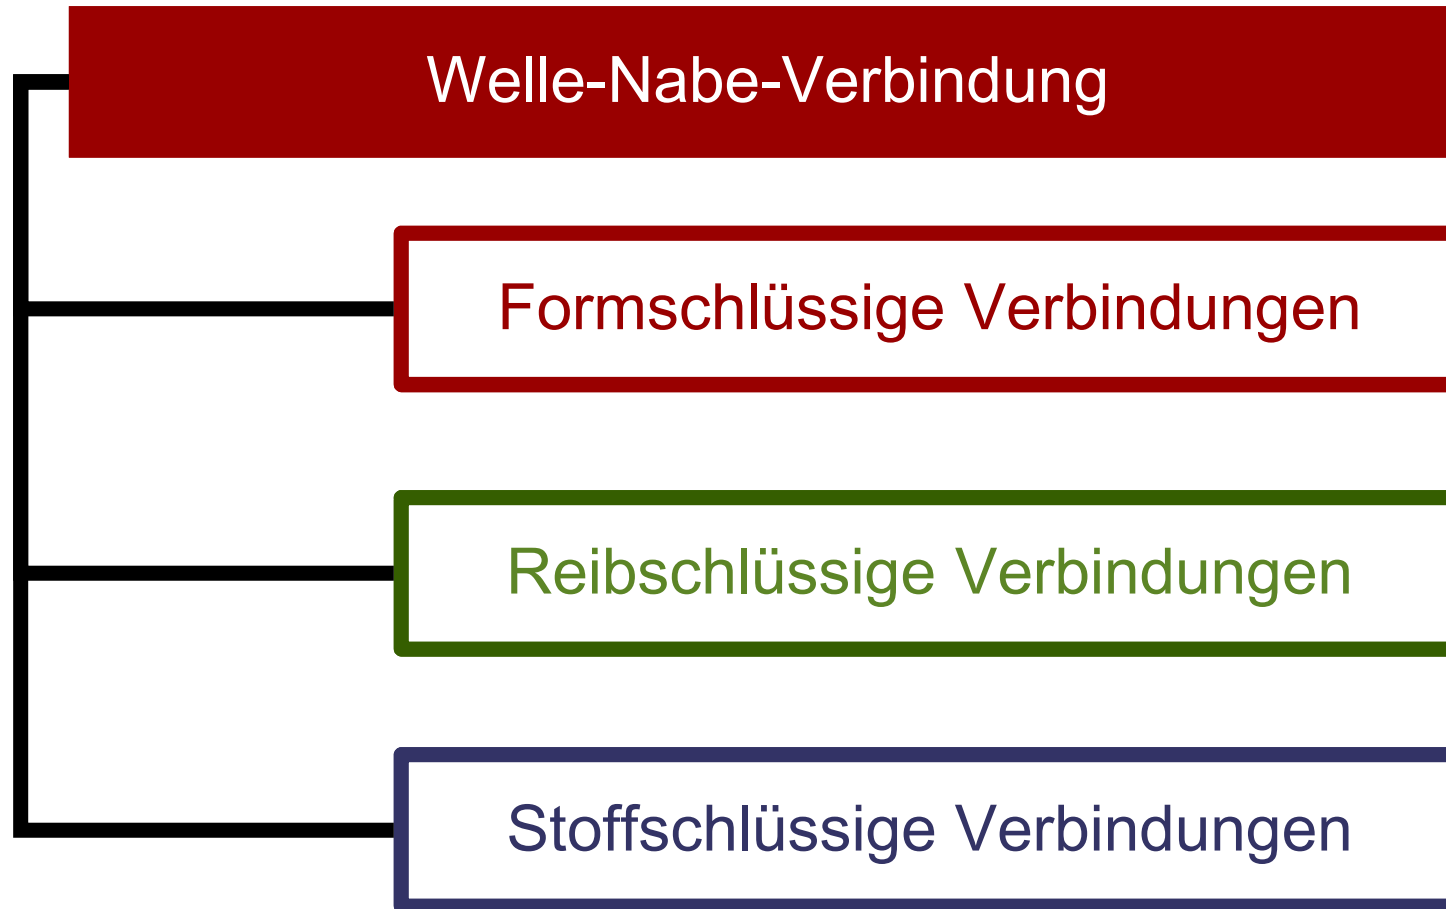 Welle-Nabe-Verbindung
Formschlüssige Verbindungen
Reibschlüssige Verbindungen
Stoffschlüssige Verbindungen